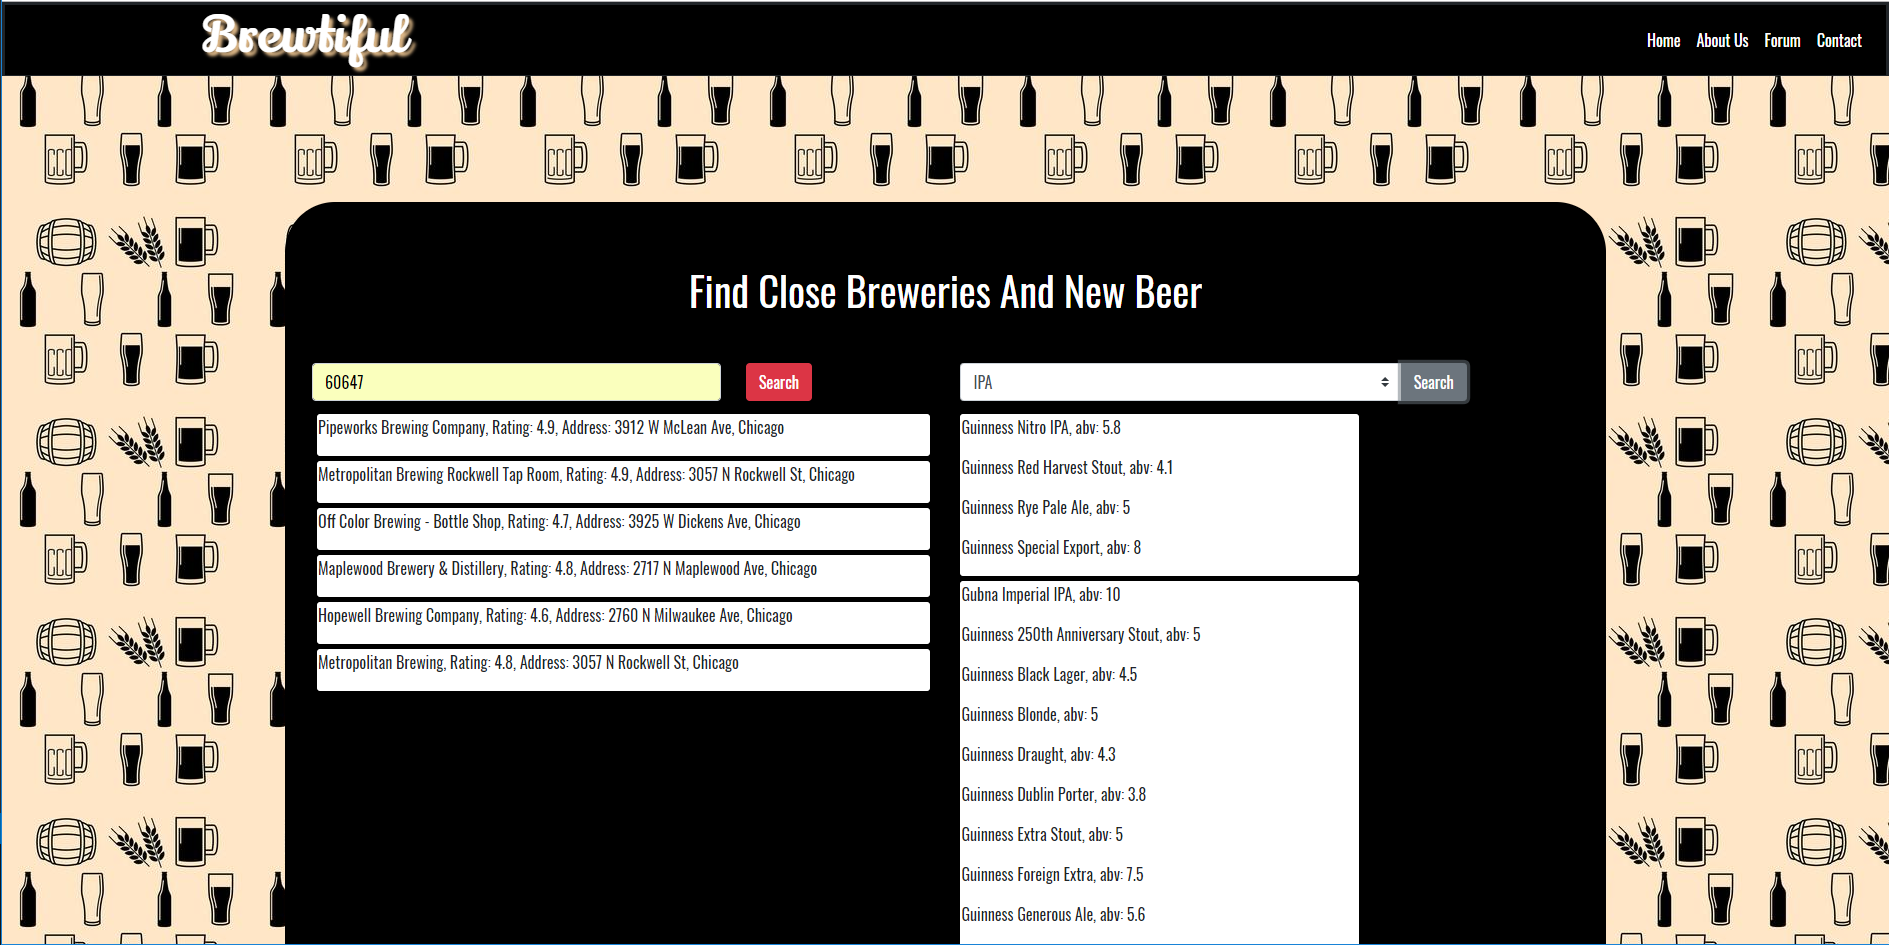 Brewtiful
Home About Us Forum Contact
Find Close Breweries And New Beer
60647 Search
Pipeworks Brewing Company, Rating: 4.9, Address: 3912 W McLean Ave, Chicago
Metropolitan Brewing Rockwell Tap Room, Rating: 4.9, Address: 3057 N Rockwell St, Chicago
Off Color Brewing - Bottle Shop, Rating: 4.7, Address: 3925 W Dickens Ave, Chicago
Maplewood Brewery & Distillery, Rating: 4.8, Address: 2717 N Maplewood Ave, Chicago
Hopewell Brewing Company, Rating: 4.6, Address: 2760 N Milwaukee Ave, Chicago
Metropolitan Brewing, Rating: 4.8, Address: 3057 N Rockwell St, Chicago
IPA Search
Guinness Nitro IPA, abv: 5.8
Guinness Red Harvest Stout, abv: 4.1
Guinness Rye Pale Ale, abv: 5
Guinness Special Export, abv: 8
Gubna Imperial IPA, abv: 10
Guinness 250th Anniversary Stout, abv: 5
Guinness Black Lager, abv: 4.5
Guinness Blonde, abv: 5
Guinness Draught, abv: 4.3
Guinness Dublin Porter, abv: 3.8
Guinness Extra Stout, abv: 5
Guinness Foreign Extra, abv: 7.5
Guinness Generous Ale, abv: 5.6